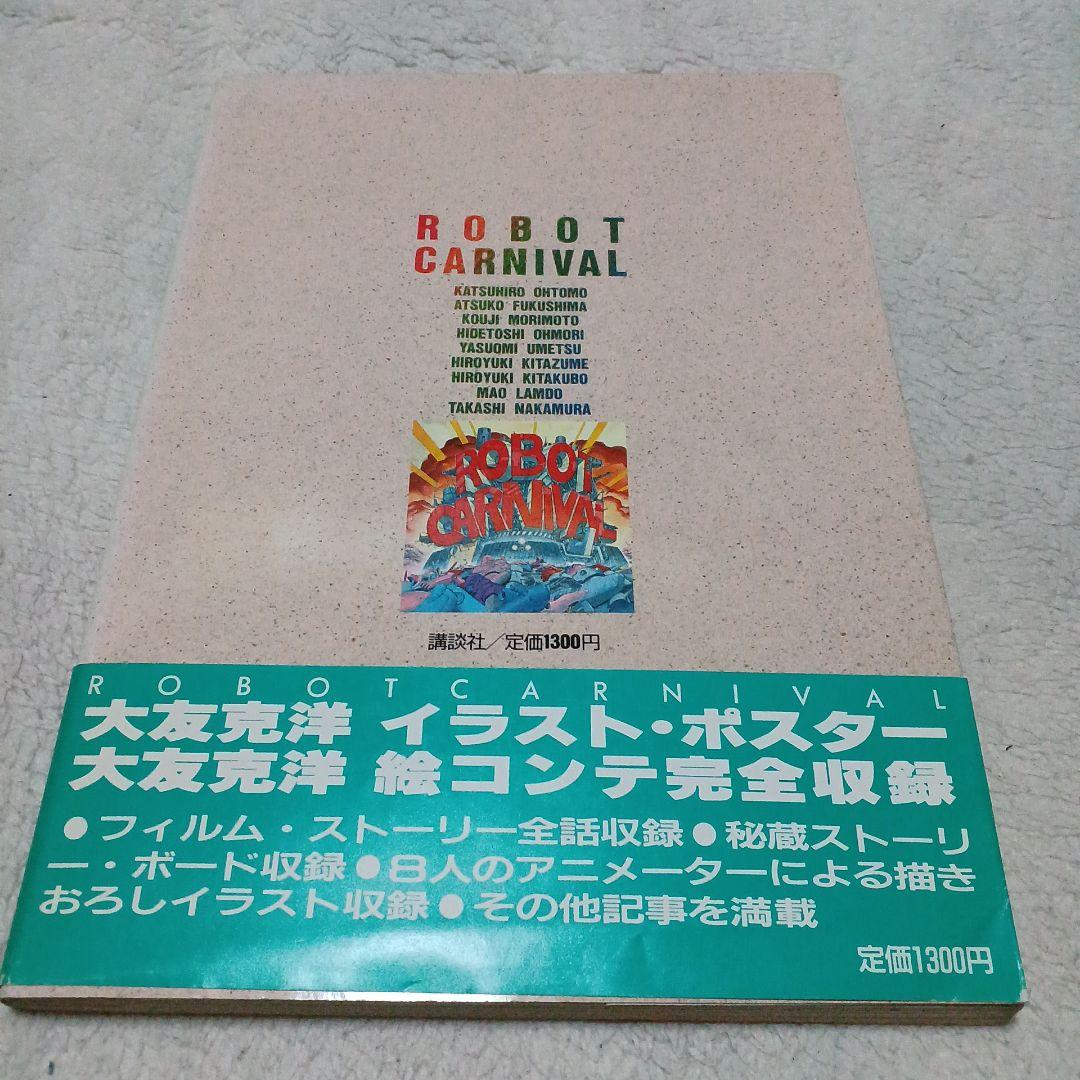 ROBOT
CARNIVAL
KATSUHIRO OHTOMO
ATSUKO FUKUSHIMA
KOUJI MORIMOTO
HIDETOSHI OHMORI
YASUOMI UMETSU
HIROYUKI KITAZUME
HIROYUKI KITAKUBO
MAO LAMDO
TAKASHI NAKAMURA
ROBOT
CARNIVAL
講談社／定価1300円
ROBOT CARNIVAL
大友克洋 イラスト・ポスター
大友克洋 絵コンテ完全収録
●フィルム・ストーリー全話収録●秘蔵ストーリ
ー・ボード収録●8人のアニメーターによる描き
おろしイラスト収録●その他記事を満載
定価1300円